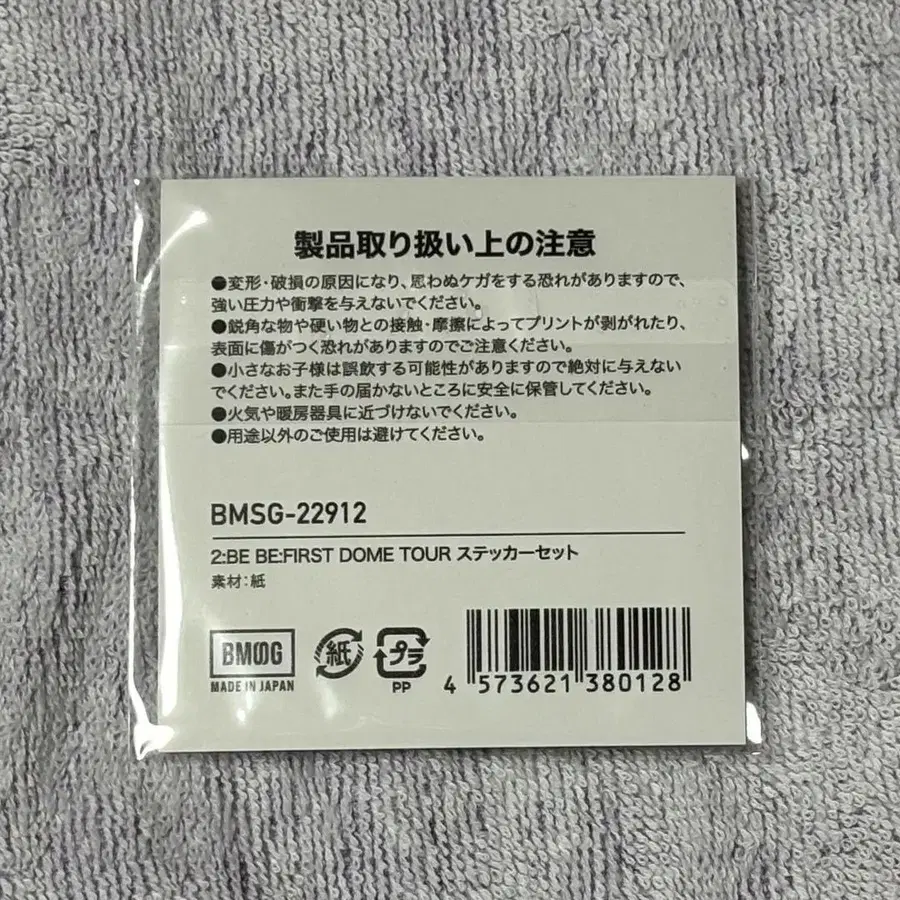 製品取り扱い上の注意
●変形・破損の原因になり、思わぬケガをする恐れがありますので、
強い圧力や衝撃を与えないでください。
●鋭角な物や硬い物との接触・摩擦によってプリントが剥がれたり、
表面に傷がつく恐れがありますのでご注意ください。
●小さなお子様は誤飲する可能性がありますので絶対に与えない
でください。また手の届かないところに安全に保管してください。
●火気や暖房器具に近づけないでください。
●用途以外のご使用は避けてください。
BMSG-22912
2:BE BE:FIRST DOME TOUR ステッカーセット
素材:紙
BMSG
MADE IN JAPAN
紙
プラ
PP
4 573621 380128